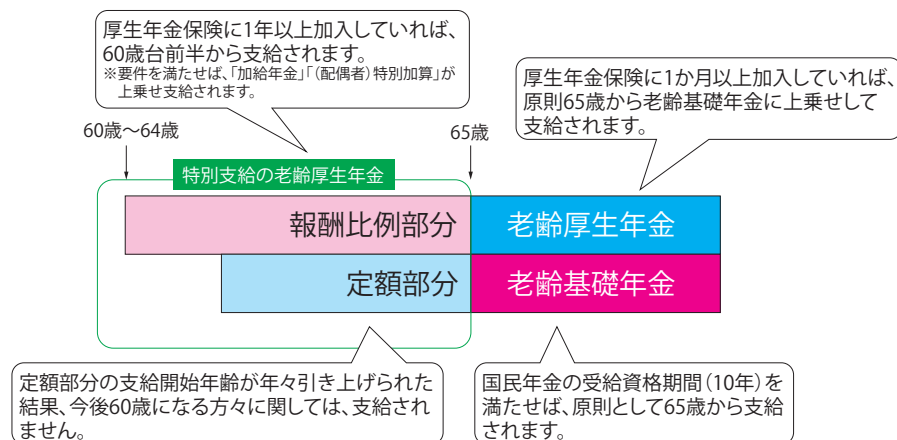 厚生年金保険に1年以上加入していれば、
60歳台前半から支給されます。
※要件を満たせば、「加給年金」「(配偶者)特別加算」が
上乗せ支給されます。
厚生年金保険に1か月以上加入していれば、
原則65歳から老齢基礎年金に上乗せして
支給されます。
60歳～64歳
65歳
特別支給の老齢厚生年金
報酬比例部分
老齢厚生年金
定額部分
老齢基礎年金
定額部分の支給開始年齢が年々引き上げられた
結果、今後60歳になる方々に関しては、支給され
ません。
国民年金の受給資格期間(10年)を
満たせば、原則として65歳から支給
されます。